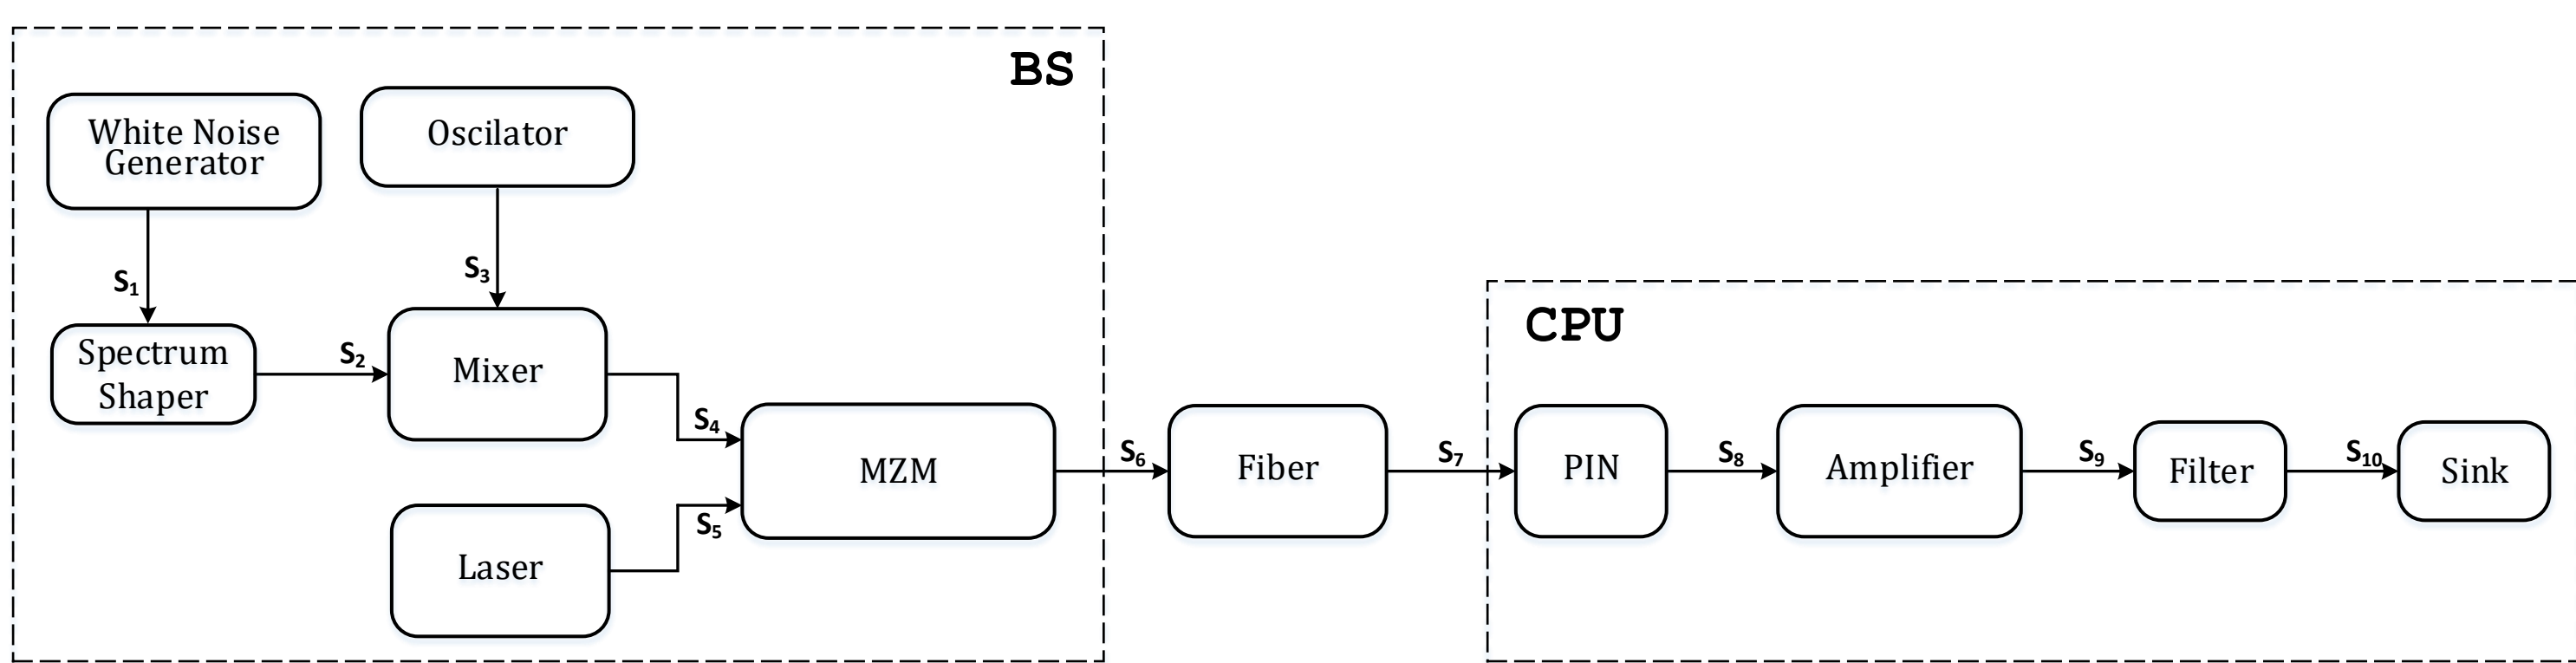 BS
White Noise
Generator
Oscilator
S1
S3
Spectrum
Shaper
S2
Mixer
S4
Laser
S5
MZM
S6
Fiber
S7
CPU
PIN
S8
Amplifier
S9
Filter
S10
Sink